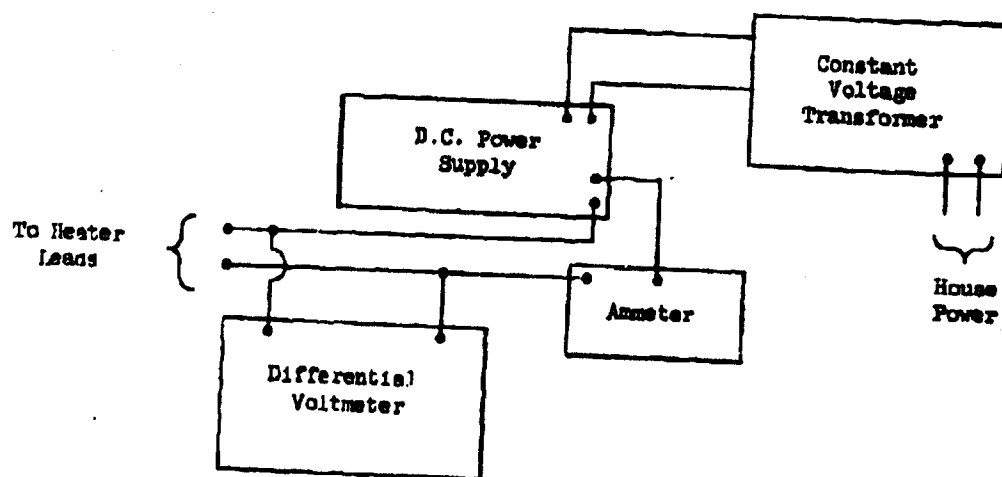 Constant
Voltage
Transformer
D.C. Power
Supply
To Heater
Leads
House
Power
Ammeter
Differential
Voltmeter